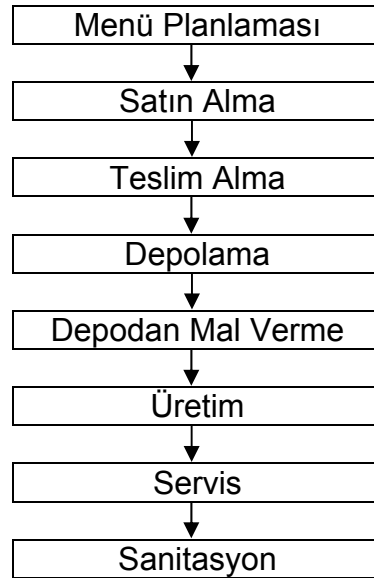 Menü Planlaması
Satın Alma
Teslim Alma
Depolama
Depodan Mal Verme
Üretim
Servis
Sanitasyon